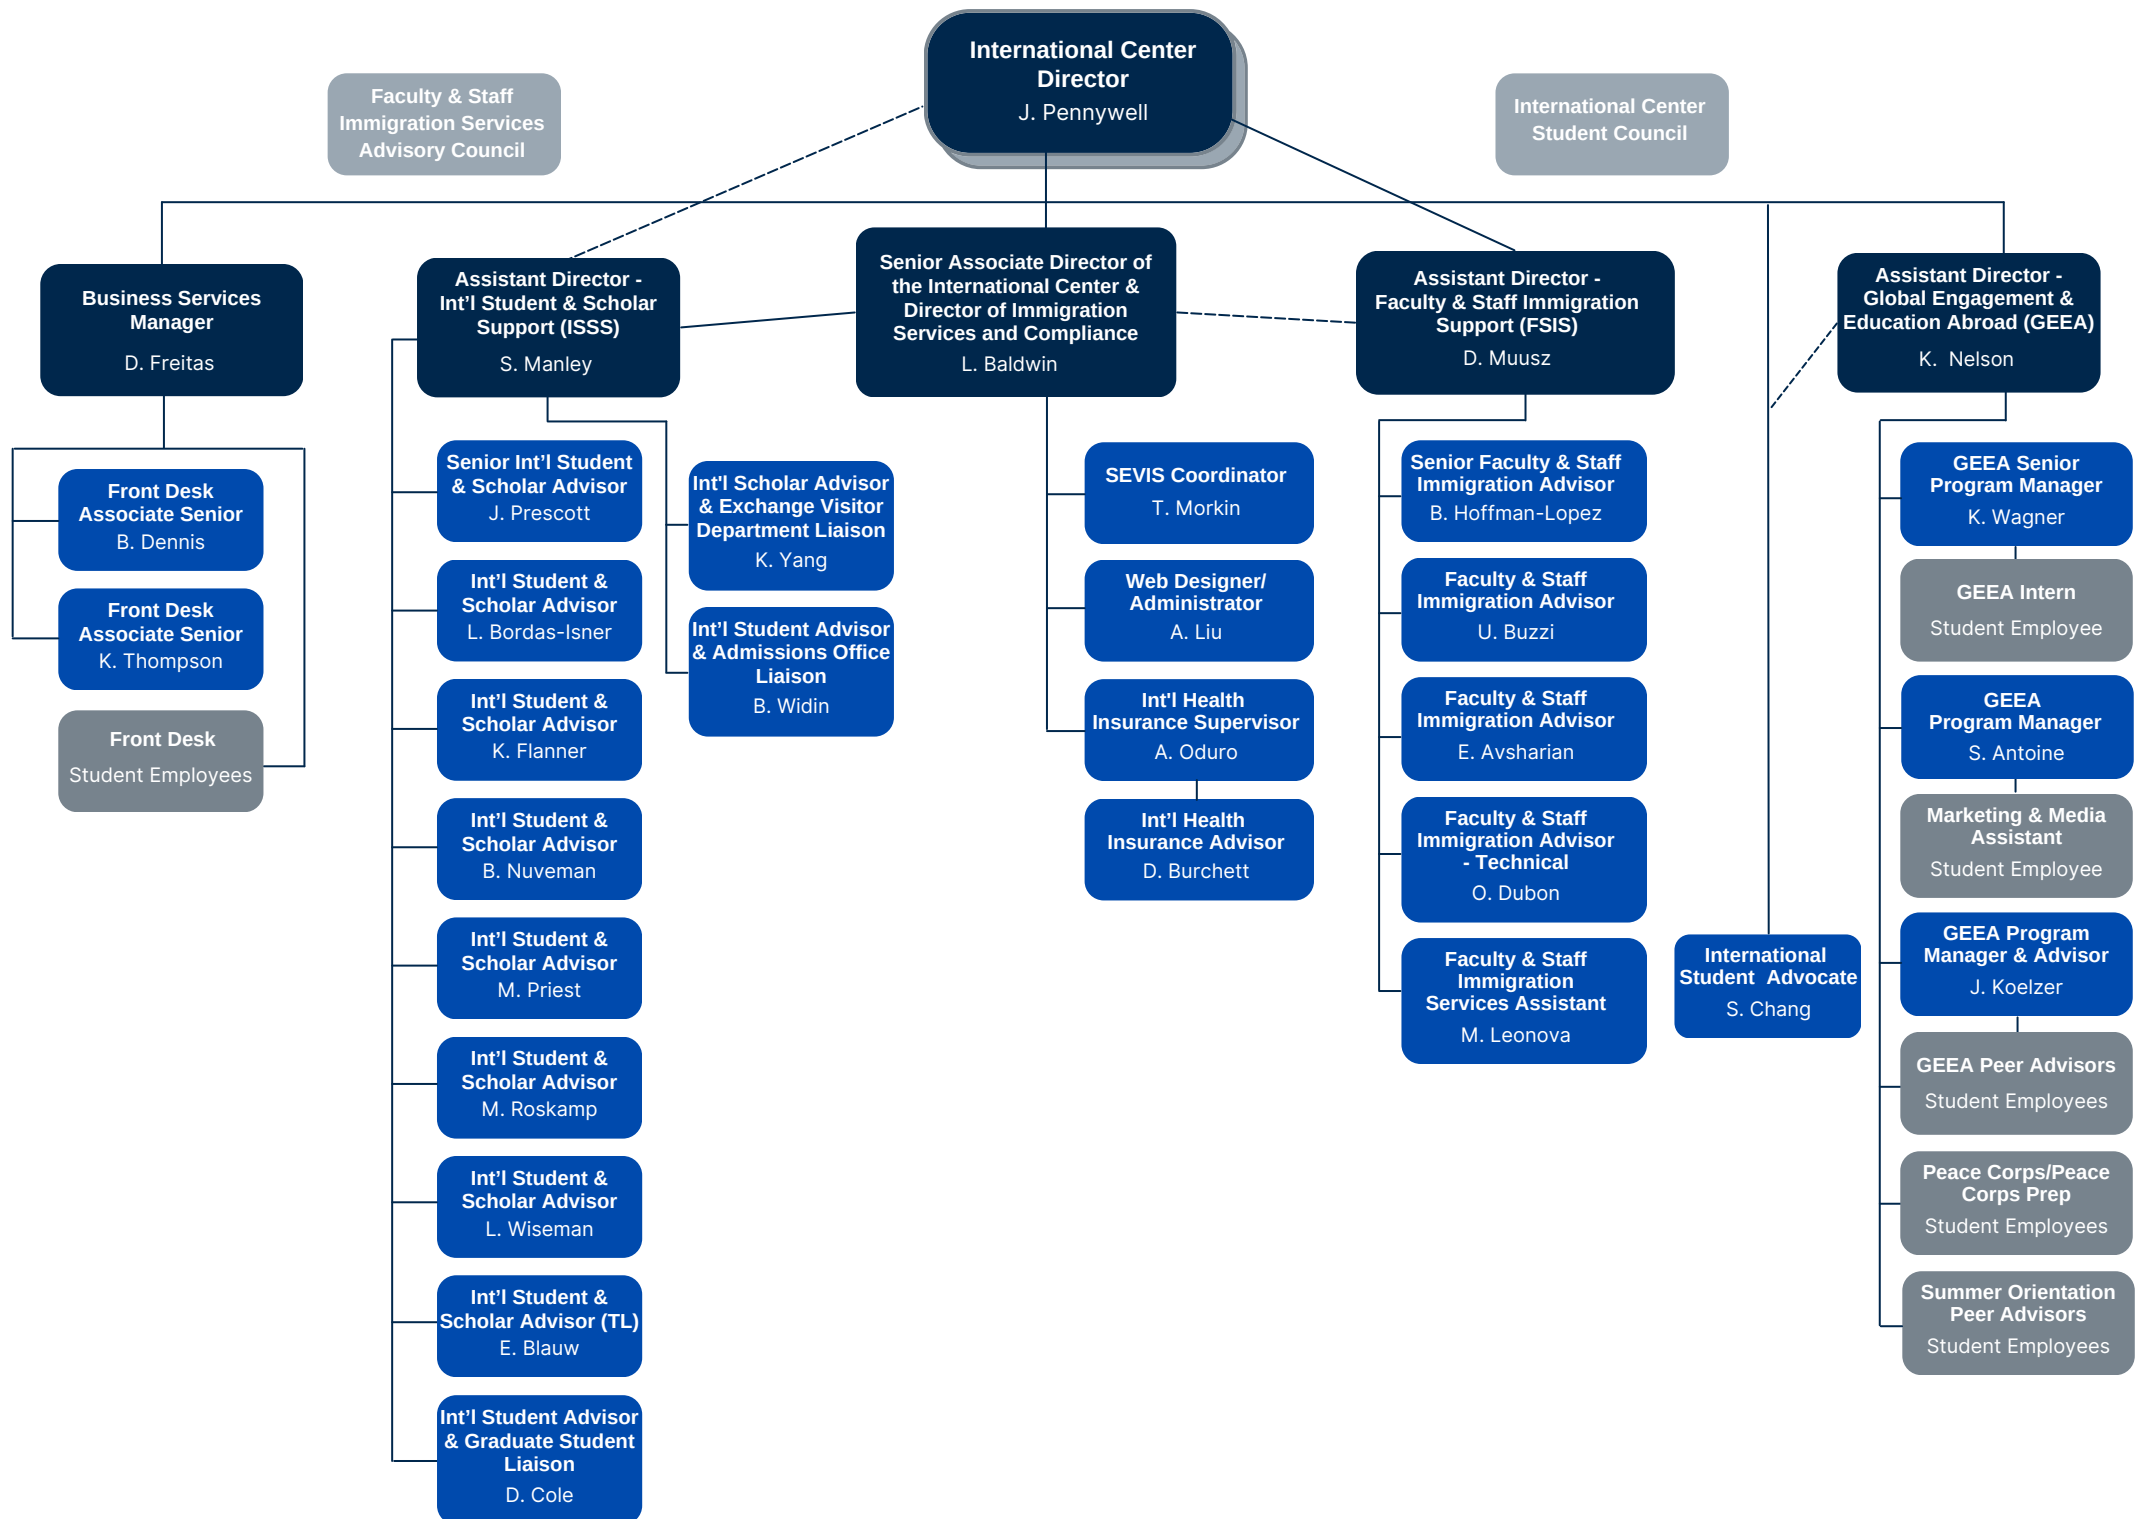 International Center
Director
J. Pennywell
Faculty & Staff
Immigration Services
Advisory Council
International Center
Student Council
Business Services
Manager
D. Freitas
Assistant Director -
Int’l Student & Scholar
Support (ISSS)
S. Manley
Senior Associate Director of
the International Center &
Director of Immigration
Services and Compliance
L. Baldwin
Assistant Director -
Faculty & Staff Immigration
Support (FSIS)
D. Muusz
Assistant Director -
Global Engagement &
Education Abroad (GEEA)
K.  Nelson
Front Desk
Associate Senior
B. Dennis
Front Desk
Associate Senior
K. Thompson
Front Desk
Student Employees
Senior Int’l Student
& Scholar Advisor
J. Prescott
Int’l Student &
Scholar Advisor
L. Bordas-Isner
Int’l Student &
Scholar Advisor
K. Flanner
Int’l Student &
Scholar Advisor
B. Nuveman
Int’l Student &
Scholar Advisor
M. Priest
Int’l Student &
Scholar Advisor
M. Roskamp
Int’l Student &
Scholar Advisor
L. Wiseman
Int’l Student &
Scholar Advisor (TL)
E. Blauw
Int’l Student Advisor
& Graduate Student
Liaison
D. Cole
Int'l Scholar Advisor
& Exchange Visitor
Department Liaison
K. Yang
Int’l Student Advisor
& Admissions Office
Liaison
B. Widin
SEVIS Coordinator
T. Morkin
Web Designer/
Administrator
A. Liu
Int'l Health
Insurance Supervisor
A. Oduro
Int’l Health
Insurance Advisor
D. Burchett
Senior Faculty & Staff
Immigration Advisor
B. Hoffman-Lopez
Faculty & Staff
Immigration Advisor
U. Buzzi
Faculty & Staff
Immigration Advisor
E. Avsharian
Faculty & Staff
Immigration Advisor
- Technical
O. Dubon
Faculty & Staff
Immigration
Services Assistant
M. Leonova
International
Student  Advocate
S. Chang
GEEA Senior
Program Manager
K. Wagner
GEEA Intern
Student Employee
GEEA
Program Manager
S. Antoine
Marketing & Media
Assistant
Student Employee
GEEA Program
Manager & Advisor
J. Koelzer
GEEA Peer Advisors
Student Employees
Peace Corps/Peace
Corps Prep
Student Employees
Summer Orientation
Peer Advisors
Student Employees